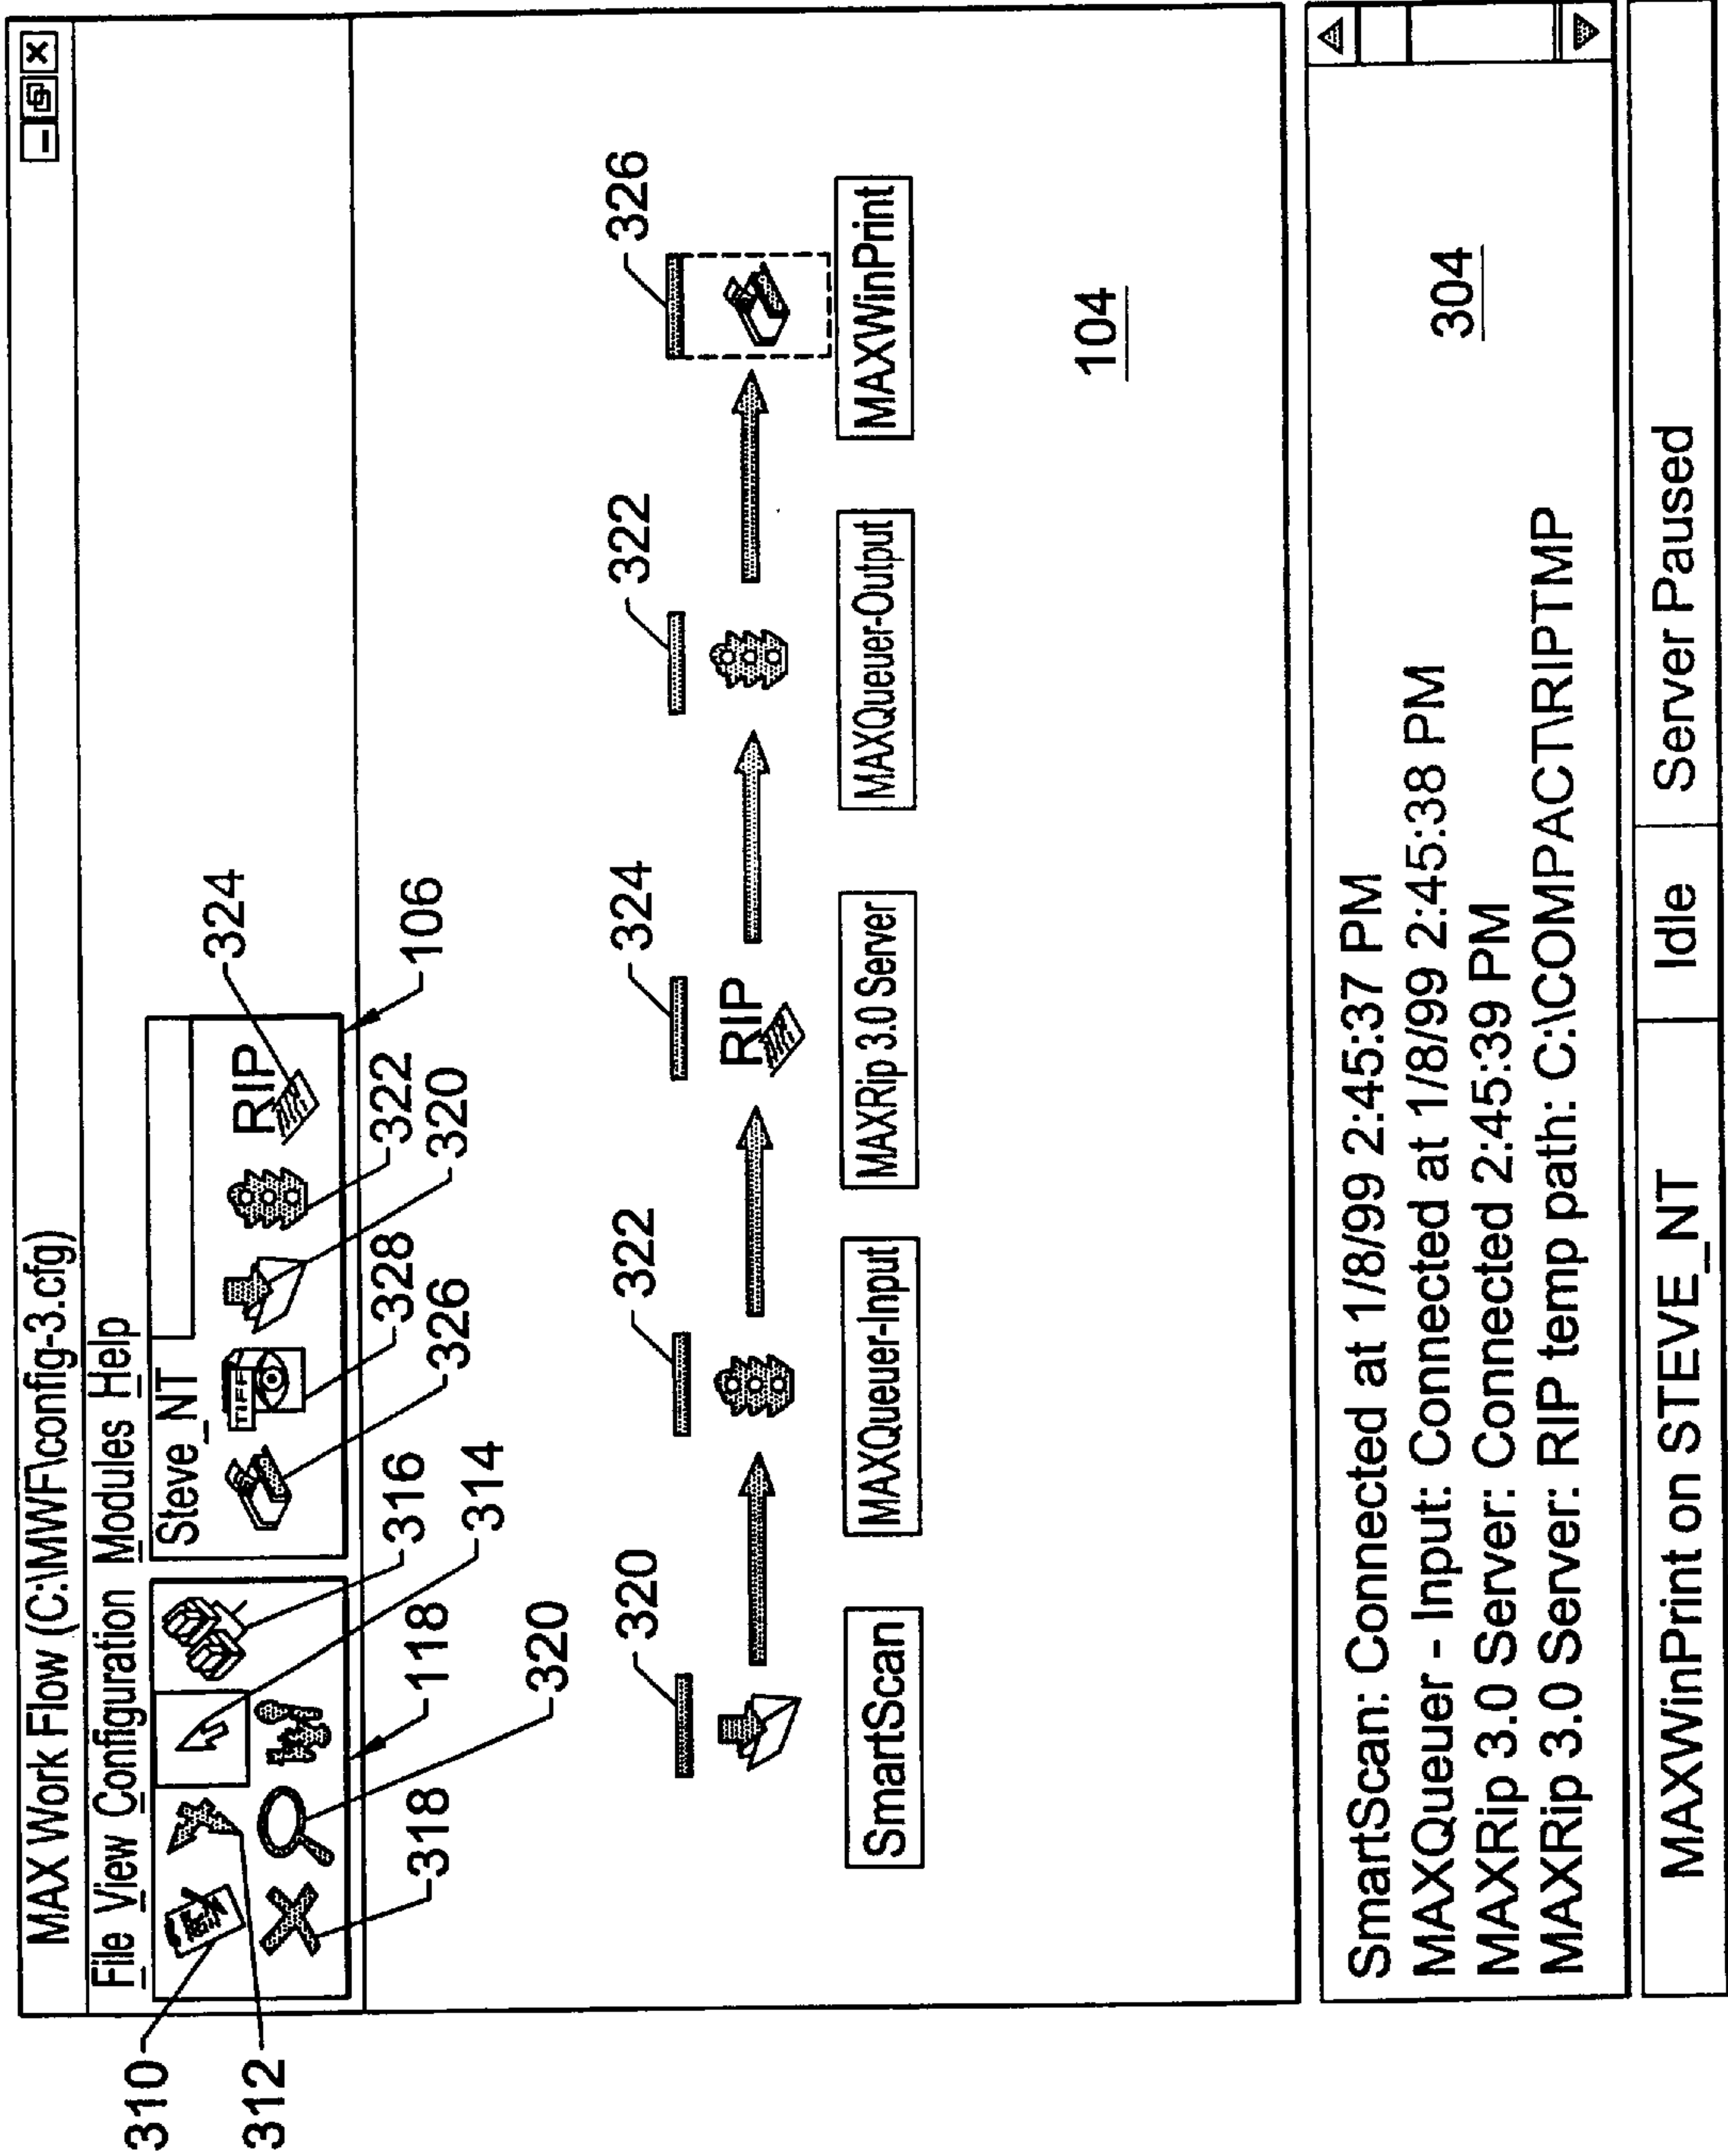 MAX Work Flow (C:\MWF\config-3.cfg)
File View Configuration Modules Help
Steve_NT
TIFF
RIP
310
312
318
320
118
314
316
326
328
320
322
106
324
320
322
324
322
326
RIP
SmartScan
MAXQueuer-Input
MAXRip 3.0 Server
MAXQueuer-Output
MAXWinPrint
104
SmartScan: Connected at 1/8/99 2:45:37 PM
MAXQueuer - Input: Connected at 1/8/99 2:45:38 PM
MAXRip 3.0 Server: Connected 2:45:39 PM
MAXRip 3.0 Server: RIP temp path: C:\COMPACT\RIPTMP
304
MAXWinPrint on STEVE_NT
Idle
Server Paused